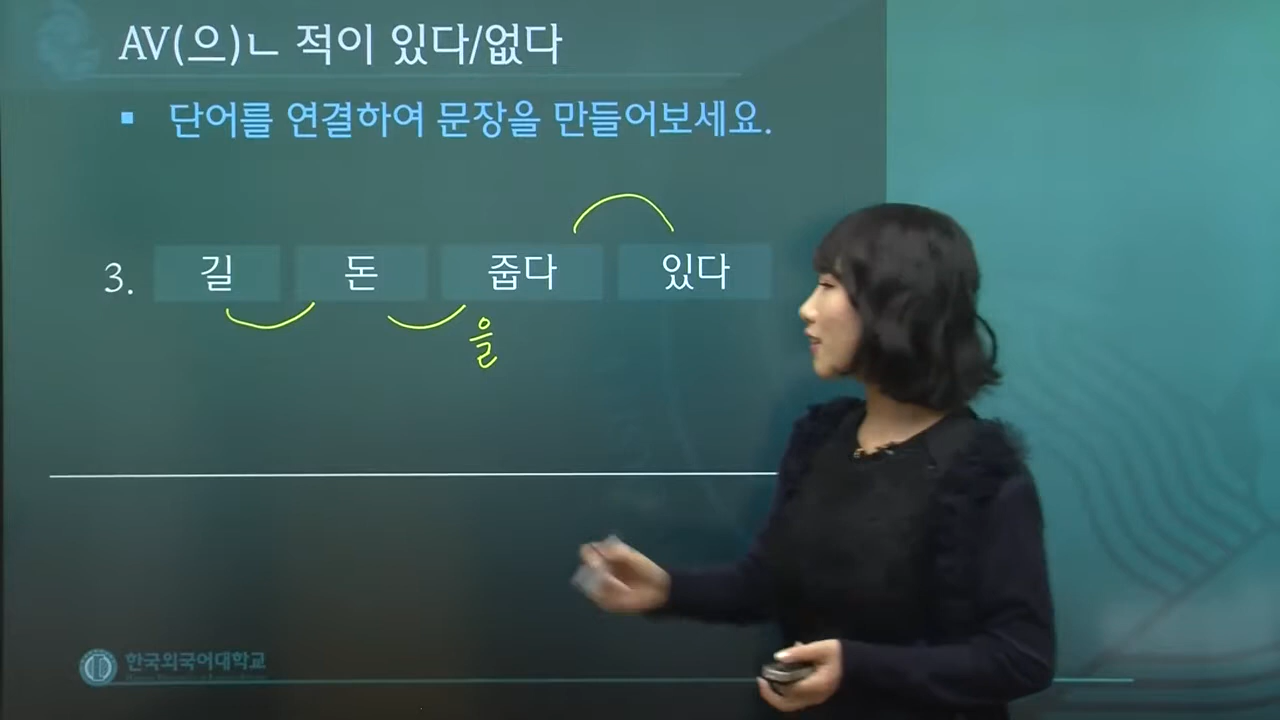 AV(으)ㄴ 적이 있다/없다
▪ 단어를 연결하여 문장을 만들어보세요.
3. 길 돈 줍다 있다
을
한국외국어대학교